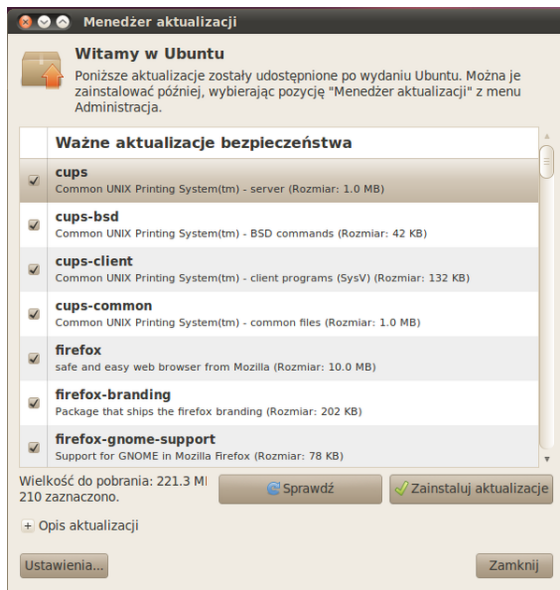 Menedżer aktualizacji
Witamy w Ubuntu
Poniższe aktualizacje zostały udostępnione po wydaniu Ubuntu. Można je
zainstalować później, wybierając pozycję "Menedżer aktualizacji" z menu
Administracja.
Ważne aktualizacje bezpieczeństwa
cups
Common UNIX Printing System(tm) - server (Rozmiar: 1.0 MB)
cups-bsd
Common UNIX Printing System(tm) - BSD commands (Rozmiar: 42 KB)
cups-client
Common UNIX Printing System(tm) - client programs (SysV) (Rozmiar: 132 KB)
cups-common
Common UNIX Printing System(tm) - common files (Rozmiar: 1.0 MB)
firefox
safe and easy web browser from Mozilla (Rozmiar: 10.0 MB)
firefox-branding
Package that ships the firefox branding (Rozmiar: 202 KB)
firefox-gnome-support
Support for GNOME in Mozilla Firefox (Rozmiar: 78 KB)
Wielkość do pobrania: 221.3 M
210 zaznaczono.
Sprawdź
Zainstaluj aktualizacje
Opis aktualizacji
Ustawienia...
Zamknij